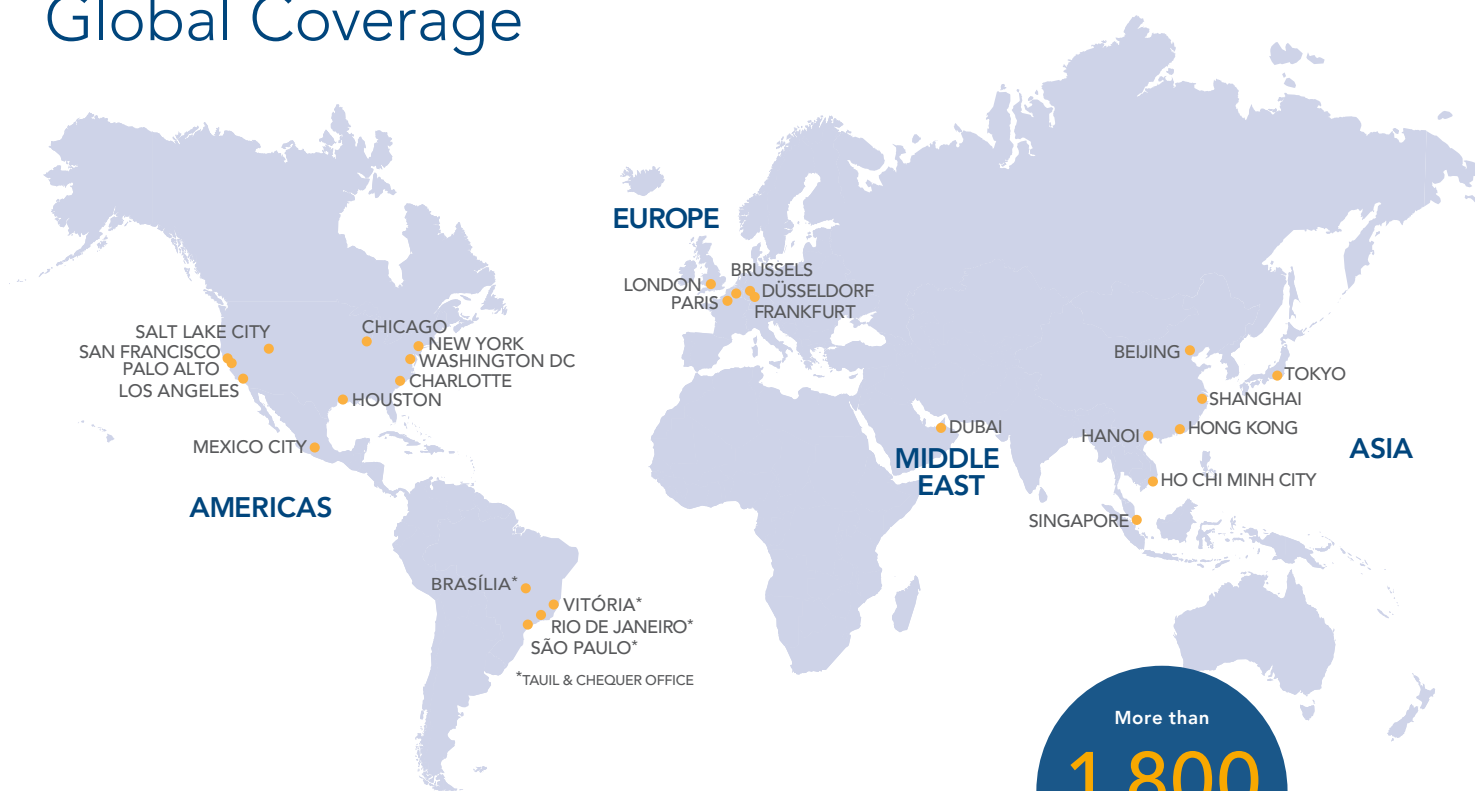 Global Coverage
EUROPE
LONDON
BRUSSELS
PARIS
DÜSSELDORF
FRANKFURT
SALT LAKE CITY
SAN FRANCISCO
PALO ALTO
LOS ANGELES
CHICAGO
NEW YORK
WASHINGTON DC
CHARLOTTE
HOUSTON
MEXICO CITY
AMERICAS
BRASÍLIA*
VITÓRIA*
RIO DE JANEIRO*
SÃO PAULO*
*TAUIL & CHEQUER OFFICE
DUBAI
MIDDLE
EAST
BEIJING
TOKYO
SHANGHAI
HANOI
HONG KONG
ASIA
HO CHI MINH CITY
SINGAPORE
More than
1,800